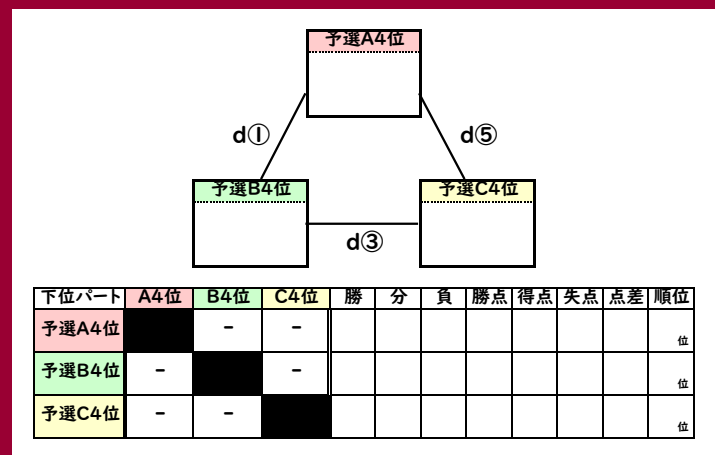 予選A4位
d① d⑤
予選B4位 予選C4位
d③
下位パート A4位 B4位 C4位 勝 分 負 勝点 得点 失点 点差 順位
予選A4位 - - 位
予選B4位 - - 位
予選C4位 - - 位